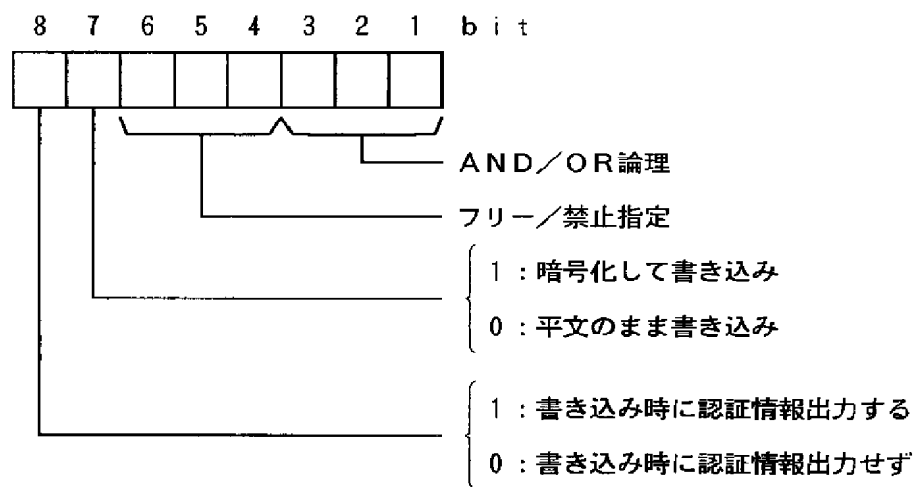 8 7 6 5 4 3 2 1 bit
AND/OR論理
フリー/禁止指定
1:暗号化して書き込み
0:平文のまま書き込み
1:書き込み時に認証情報出力する
0:書き込み時に認証情報出力せず